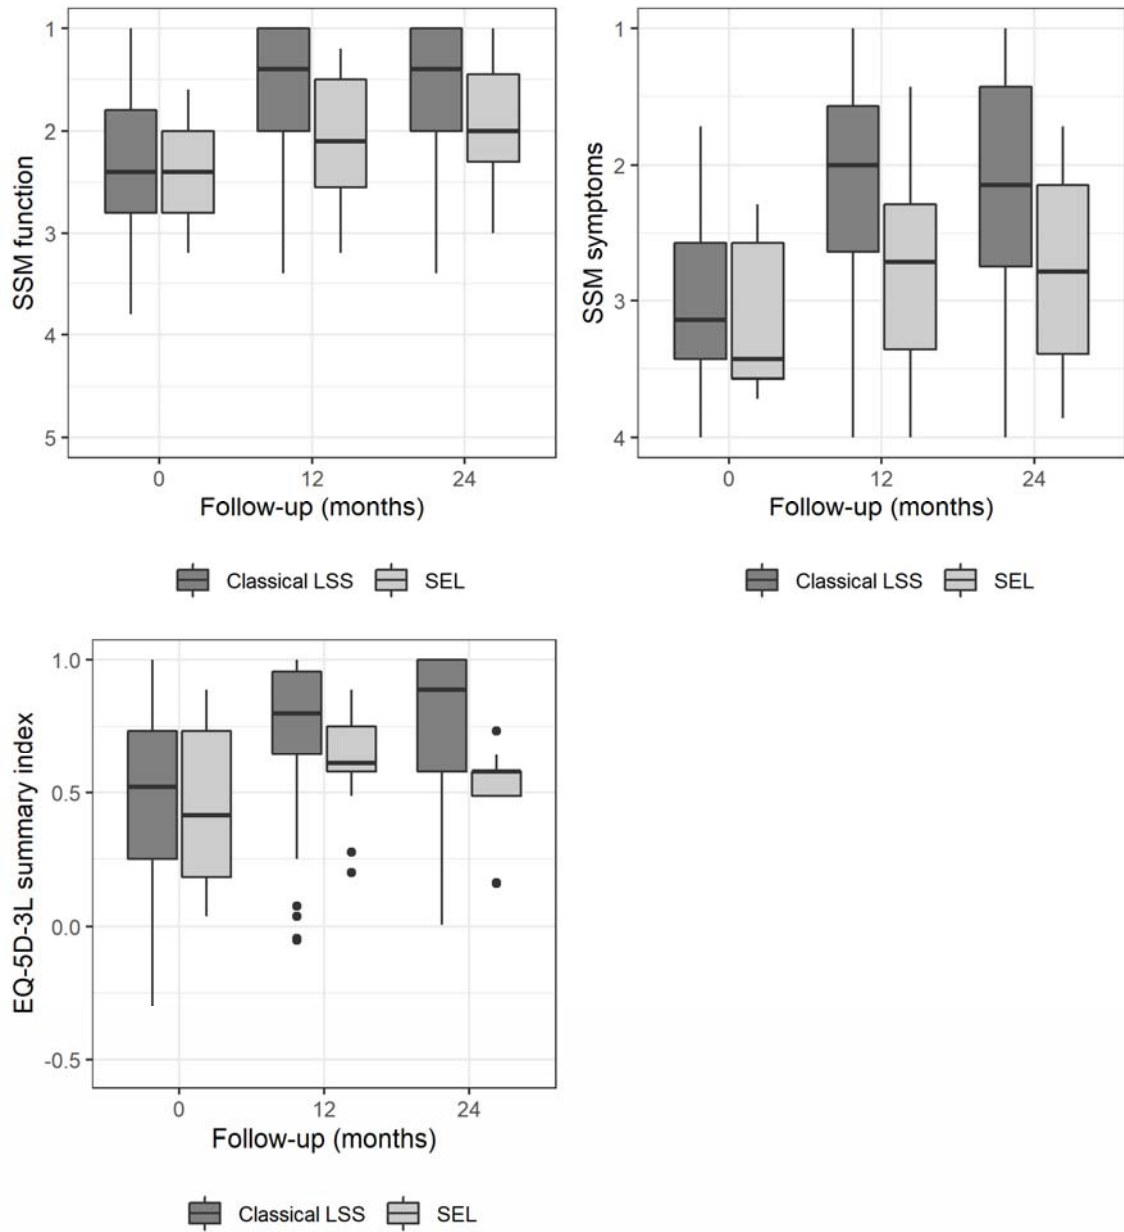 SSM function
1
2
3
4
5
0 12 24
Follow-up (months)
Classical LSS SEL
SSM symptoms
1
2
3
4
0 12 24
Follow-up (months)
Classical LSS SEL
EQ-5D-3L summary index
1.0
0.5
0.0
-0.5
0 12 24
Follow-up (months)
Classical LSS SEL